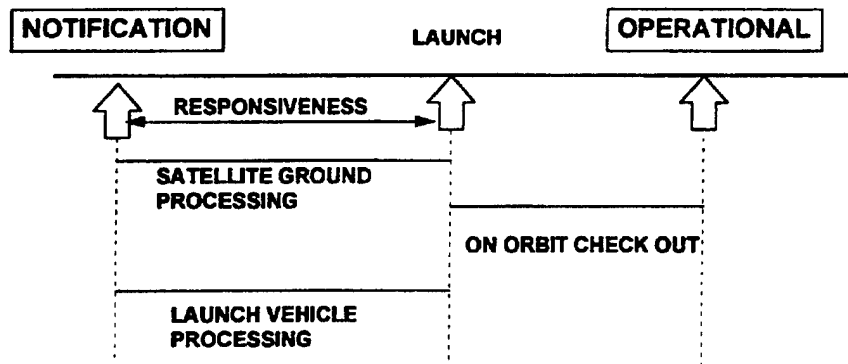 NOTIFICATION
LAUNCH
OPERATIONAL
RESPONSIVENESS
SATELLITE GROUND
PROCESSING
ON ORBIT CHECK OUT
LAUNCH VEHICLE
PROCESSING